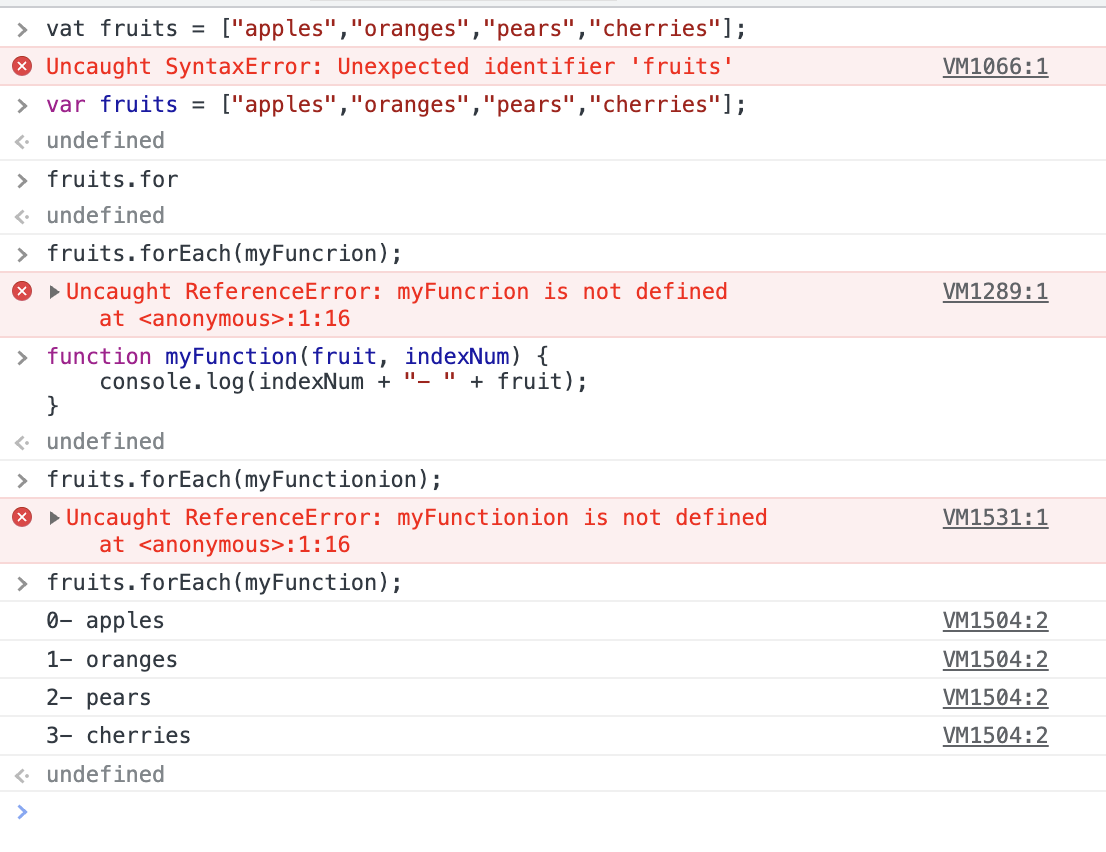 > vat fruits = ["apples","oranges","pears","cherries"];
Uncaught SyntaxError: Unexpected identifier 'fruits' VM1066:1
> var fruits = ["apples","oranges","pears","cherries"];
undefined
> fruits.for
undefined
> fruits.forEach(myFuncrion);
Uncaught ReferenceError: myFuncrion is not defined VM1289:1
at <anonymous>:1:16
> function myFunction(fruit, indexNum) {
console.log(indexNum + "- " + fruit);
}
undefined
> fruits.forEach(myFunctionion);
Uncaught ReferenceError: myFunctionion is not defined VM1531:1
at <anonymous>:1:16
> fruits.forEach(myFunction);
0- apples VM1504:2
1- oranges VM1504:2
2- pears VM1504:2
3- cherries VM1504:2
undefined
>